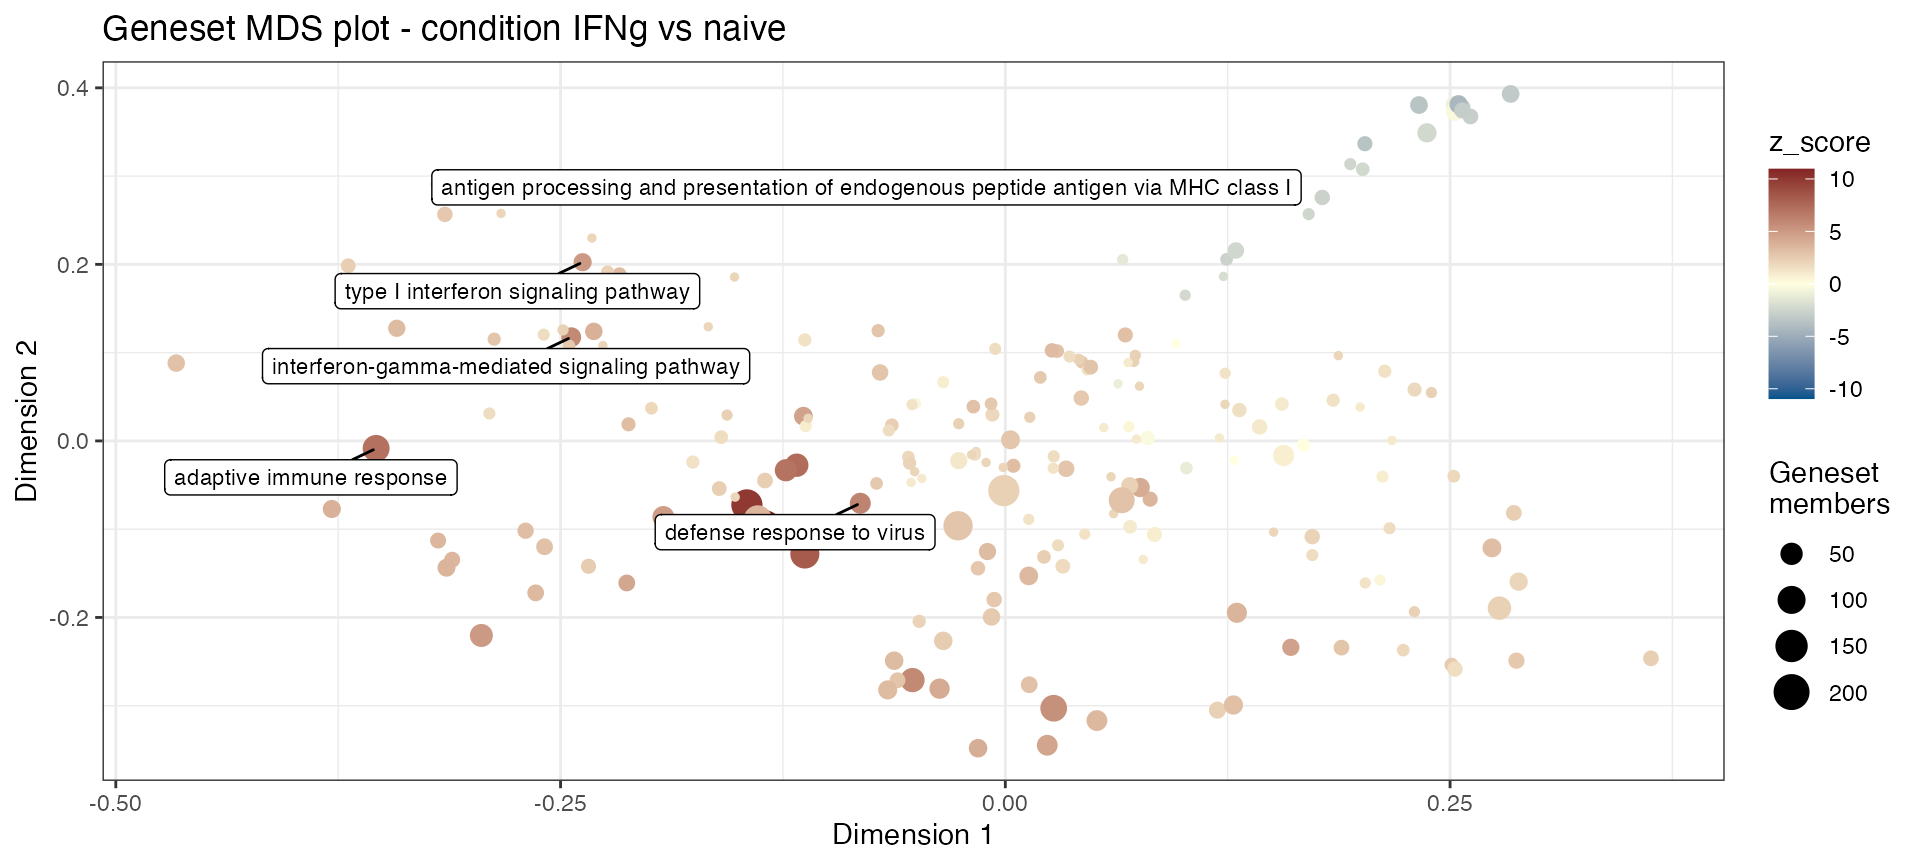 Geneset MDS plot - condition IFNg vs naive
0.4
0.2
0.0
-0.2
Dimension 2
antigen processing and presentation of endogenous peptide antigen via MHC class I
type I interferon signaling pathway
interferon-gamma-mediated signaling pathway
adaptive immune response
defense response to virus
-0.50
-0.25
0.00
0.25
Dimension 1
z_score
10
5
0
-5
-10
Geneset
members
50
100
150
200